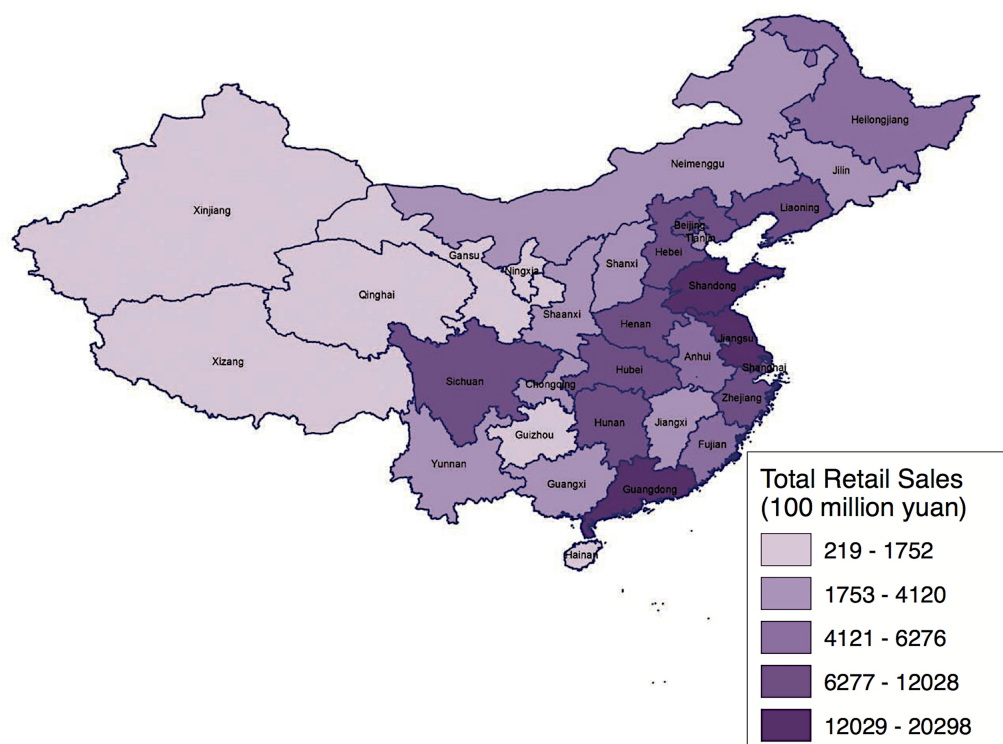 Heilongjiang
Neimenggu
Jilin
Xinjiang
Liaoning
Beijing
Tianjin
Gansu
Hebei
Shanxi
Ningxia
Shandong
Qinghai
Shaanxi
Henan
Jiangsu
Xizang
Anhui
Hubei
Shanghai
Sichuan
Chongqing
Zhejiang
Hunan
Jiangxi
Guizhou
Fujian
Yunnan
Guangxi
Guangdong
Hainan
Total Retail Sales
(100 million yuan)
219 - 1752
1753 - 4120
4121 - 6276
6277 - 12028
12029 - 20298